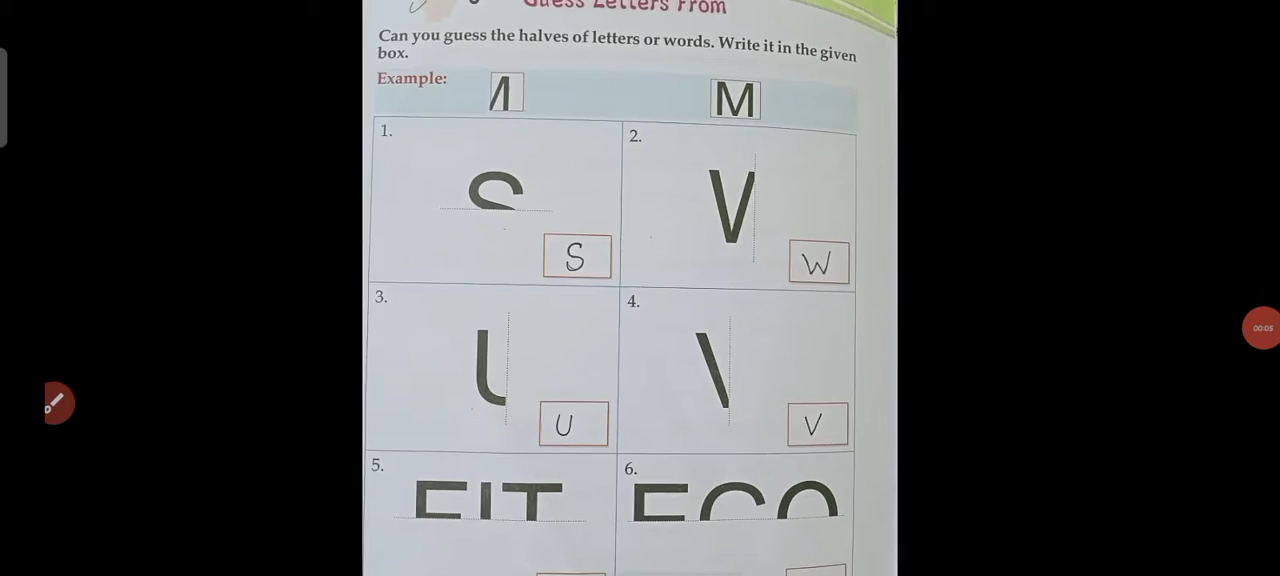 Guess Letters From
Can you guess the halves of letters or words. Write it in the given
box.
Example:
M
1.
2.
S
W
3.
4.
U
V
5.
6.